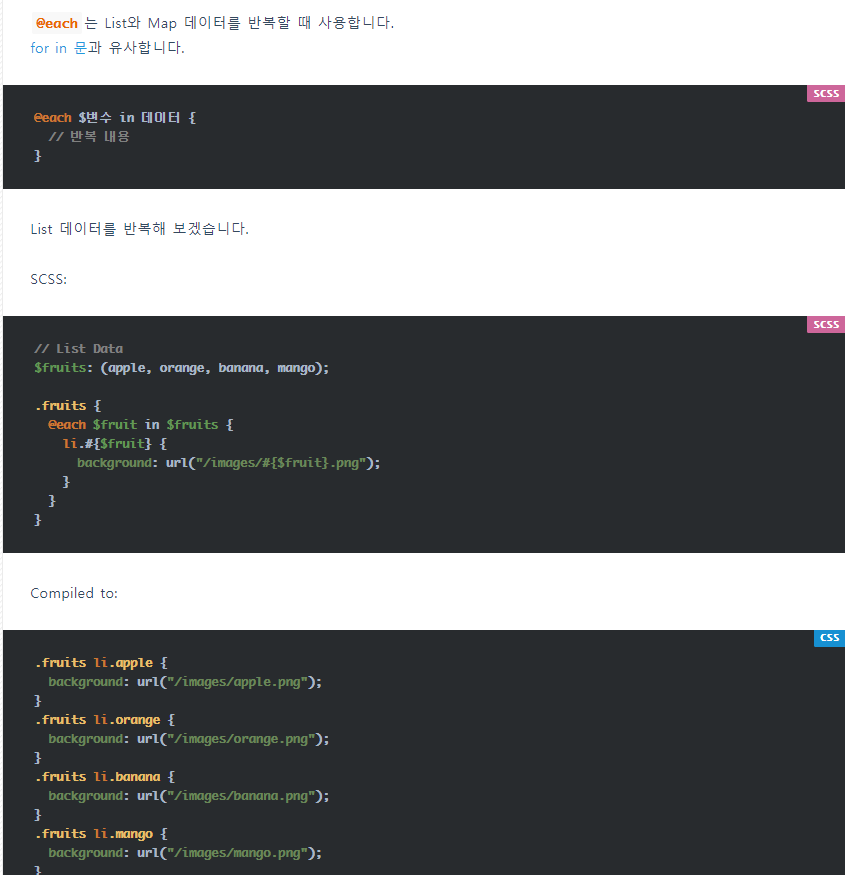 @each 는 List와 Map 데이터를 반복할 때 사용합니다.
for in 문과 유사합니다.
SCSS
@each $변수 in 데이터 {
  // 반복 내용
}
List 데이터를 반복해 보겠습니다.
SCSS:
SCSS
// List Data
$fruits: (apple, orange, banana, mango);
.fruits {
  @each $fruit in $fruits {
    li.#{$fruit} {
      background: url("/images/#{$fruit}.png");
    }
  }
}
Compiled to:
CSS
.fruits li.apple {
  background: url("/images/apple.png");
}
.fruits li.orange {
  background: url("/images/orange.png");
}
.fruits li.banana {
  background: url("/images/banana.png");
}
.fruits li.mango {
  background: url("/images/mango.png");
}